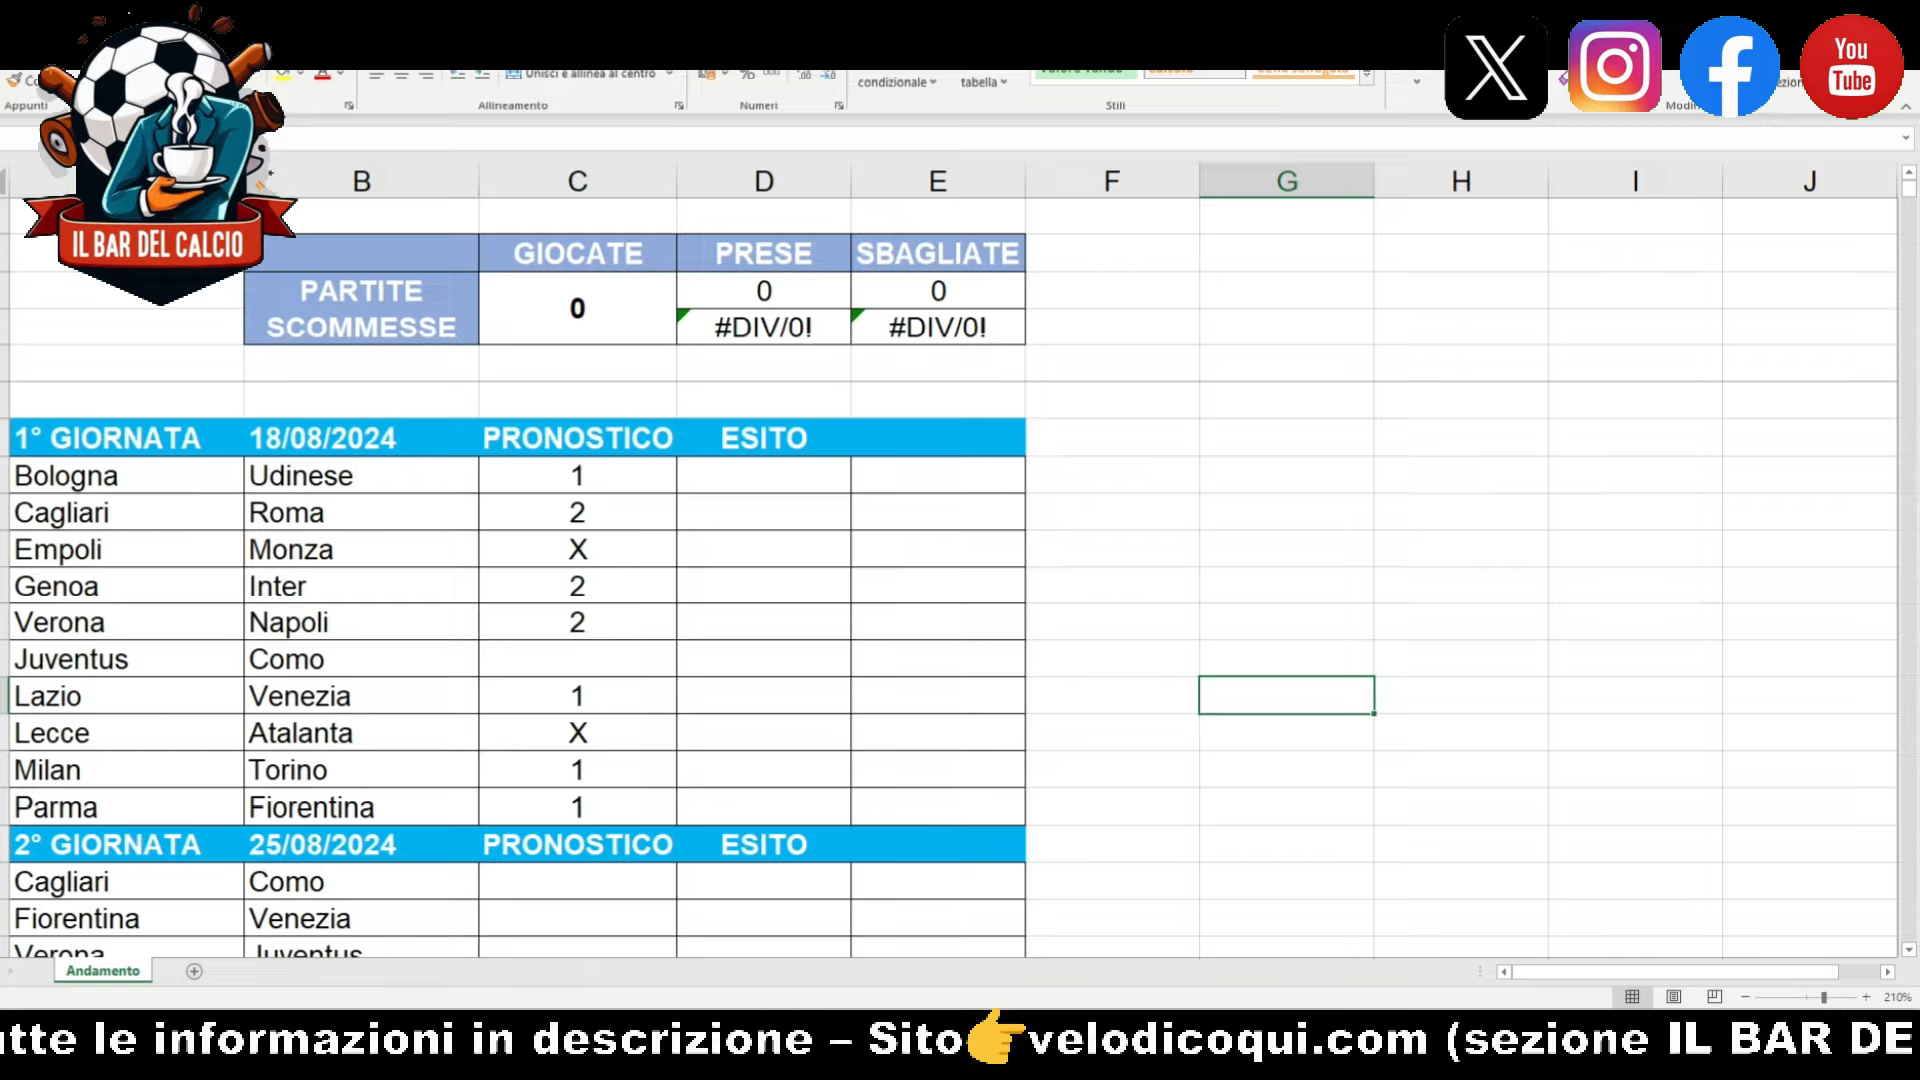 You
Tube
Unisci e allinea al centro
condizionale
tabella
Appunti
Allineamento
Numeri
Stili
IL BAR DEL CALCIO
B C D E F G H I J
GIOCATE PRESE SBAGLIATE
PARTITE SCOMMESSE 0 0 0
#DIV/0! #DIV/0!
1° GIORNATA 18/08/2024 PRONOSTICO ESITO
Bologna Udinese 1
Cagliari Roma 2
Empoli Monza X
Genoa Inter 2
Verona Napoli 2
Juventus Como
Lazio Venezia 1
Lecce Atalanta X
Milan Torino 1
Parma Fiorentina 1
2° GIORNATA 25/08/2024 PRONOSTICO ESITO
Cagliari Como
Fiorentina Venezia
Verona Juventus
Andamento
210%
utte le informazioni in descrizione – Sito👉velodicoqui.com (sezione IL BAR DE